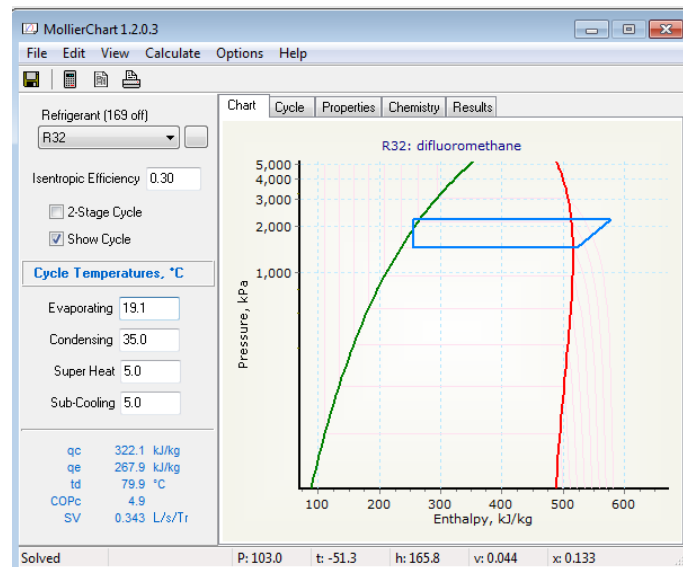 MollierChart 1.2.0.3
File Edit View Calculate Options Help
Refrigerant (169 off)
R32
Isentropic Efficiency 0.30
2-Stage Cycle
Show Cycle
Cycle Temperatures, °C
Evaporating 19.1
Condensing 35.0
Super Heat 5.0
Sub-Cooling 5.0
qc 322.1 kJ/kg
qe 267.9 kJ/kg
td 79.9 °C
COPc 4.9
SV 0.343 L/s/Tr
Chart Cycle Properties Chemistry Results
R32: difluoromethane
5,000
4,000
3,000
2,000
1,000
Pressure, kPa
100 200 300 400 500 600
Enthalpy, kJ/kg
Solved P: 103.0 t: -51.3 h: 165.8 v: 0.044 x: 0.133